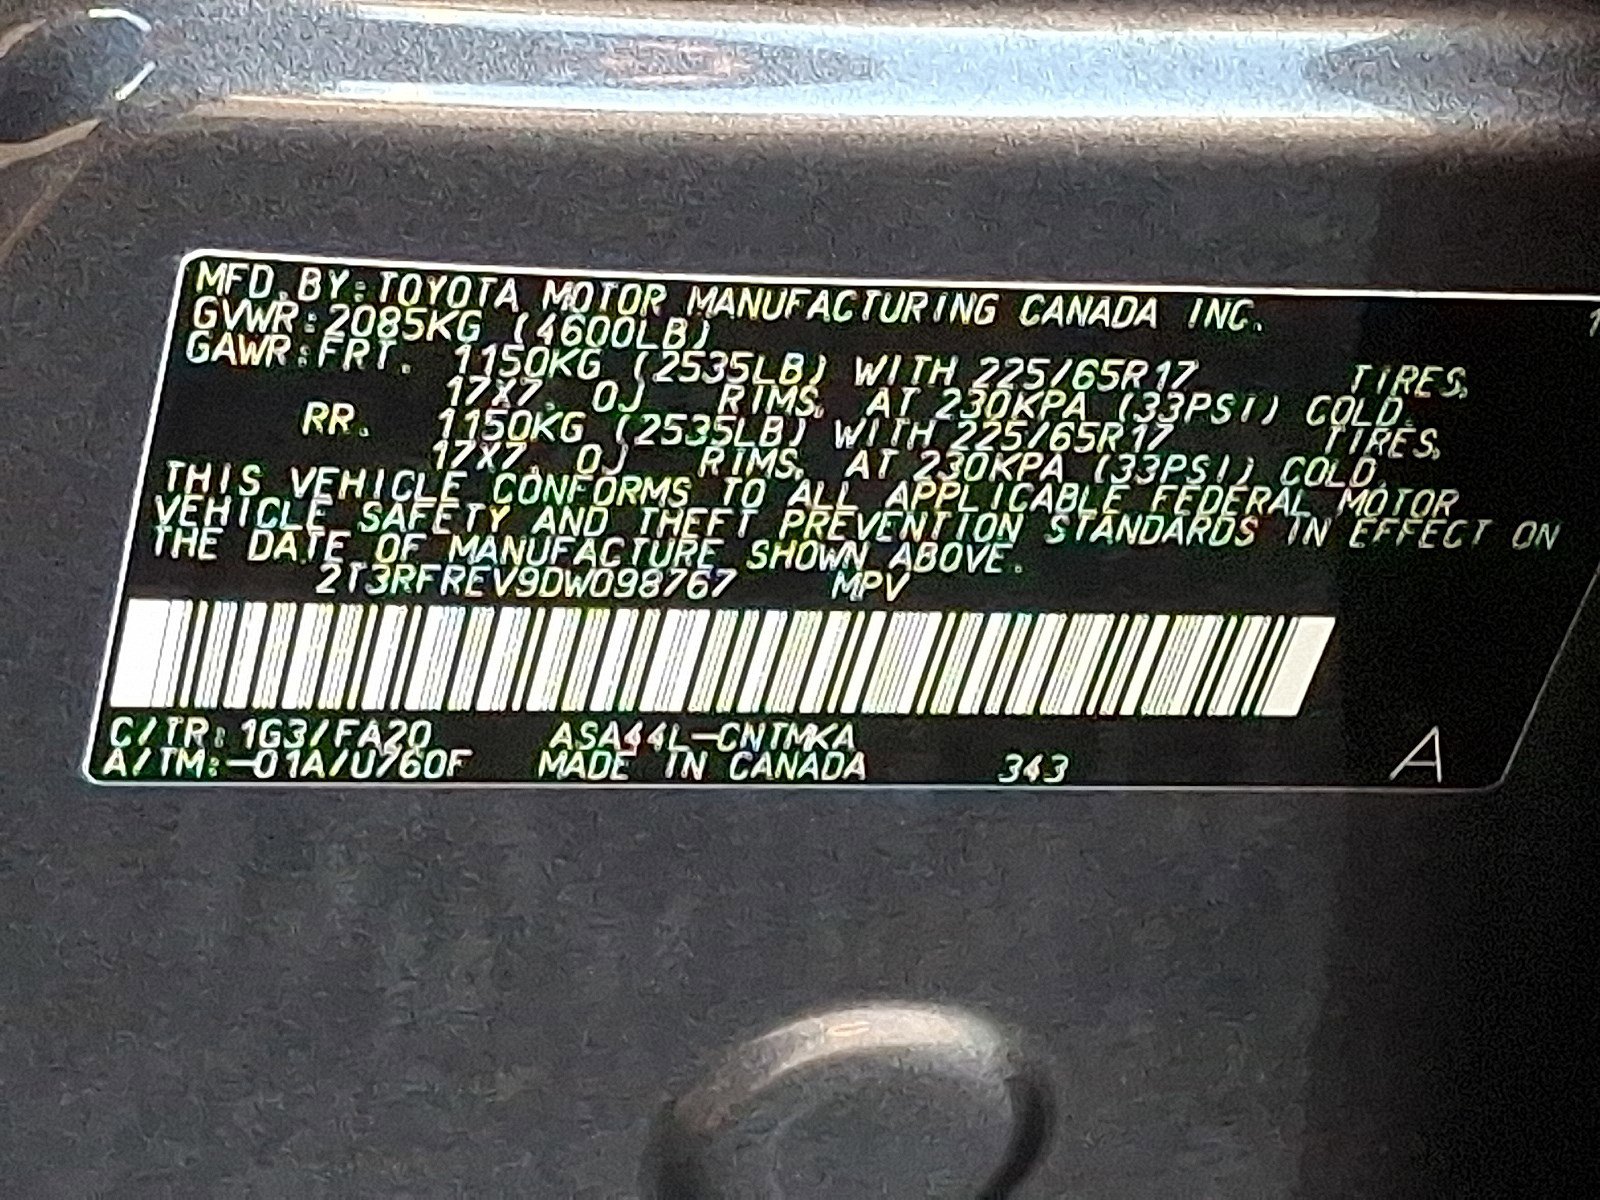 MFD.BY:TOYOTA MOTOR MANUFACTURING CANADA INC.
GVWR:2085KG (4600LB)
GAWR:FRT. 1150KG (2535LB) WITH 225/65R17 TIRES,
17X7. 0J RIMS, AT 230KPA (33PSI) COLD.
RR. 1150KG (2535LB) WITH 225/65R17 TIRES,
17X7. 0J RIMS, AT 230KPA (33PSI) COLD.
THIS VEHICLE CONFORMS TO ALL APPLICABLE FEDERAL MOTOR
VEHICLE SAFETY AND THEFT PREVENTION STANDARDS IN EFFECT ON
THE DATE OF MANUFACTURE SHOWN ABOVE.
2T3RFREV9DW098767 MPV
C/TR:1G3/FA20 ASA44L-CNTMKA
A/TM:-01A/U760F MADE IN CANADA 343 A